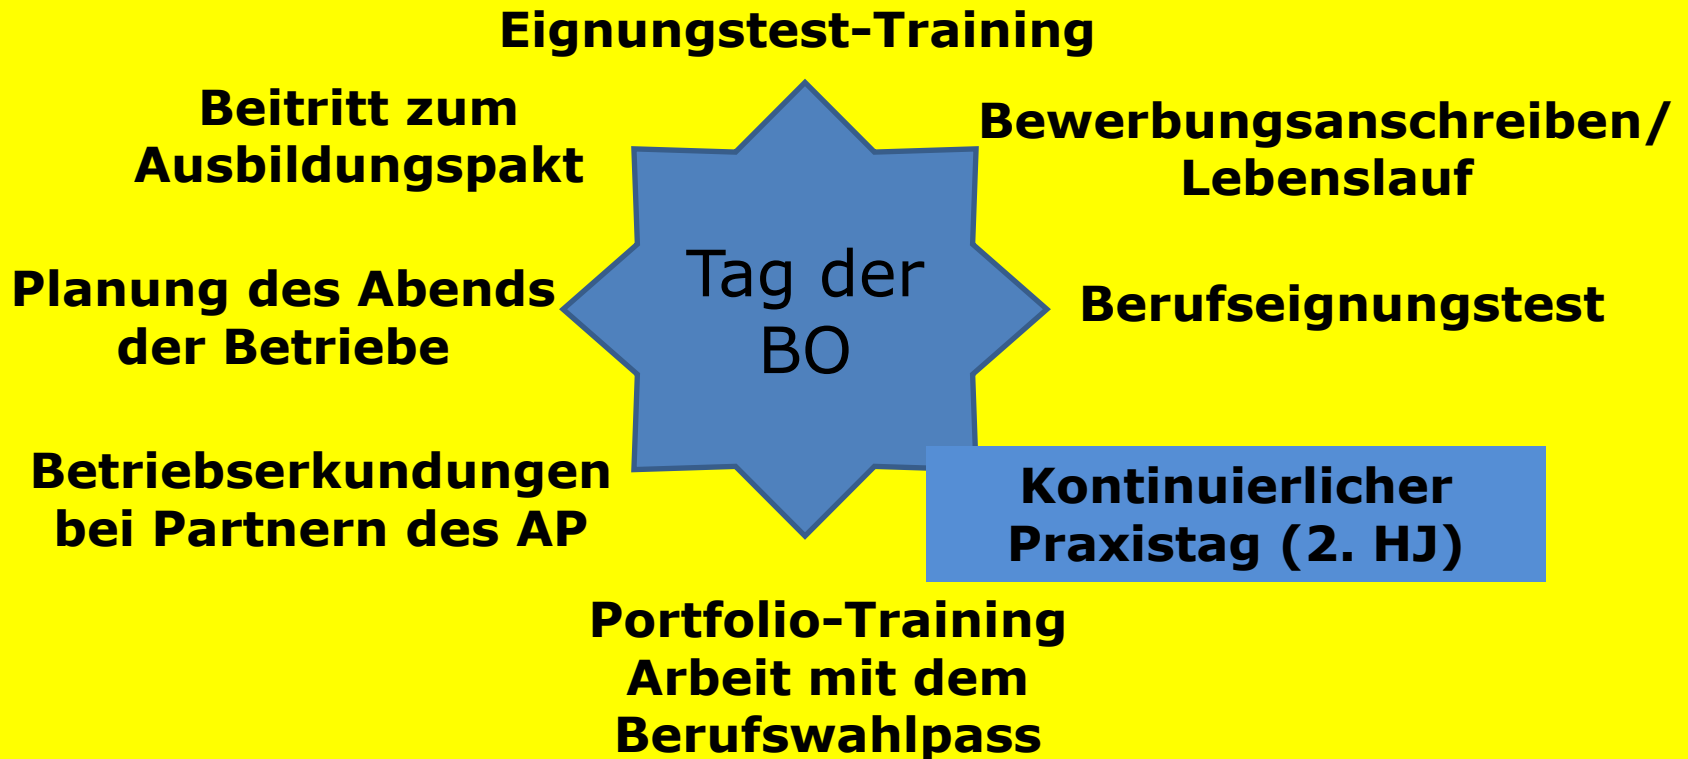 Eignungstest-Training
Beitritt zum
Ausbildungspakt
Bewerbungsanschreiben/
Lebenslauf
Planung des Abends
der Betriebe
Tag der
BO
Berufseignungstest
Betriebserkundungen
bei Partnern des AP
Kontinuierlicher
Praxistag (2. HJ)
Portfolio-Training
Arbeit mit dem
Berufswahlpass